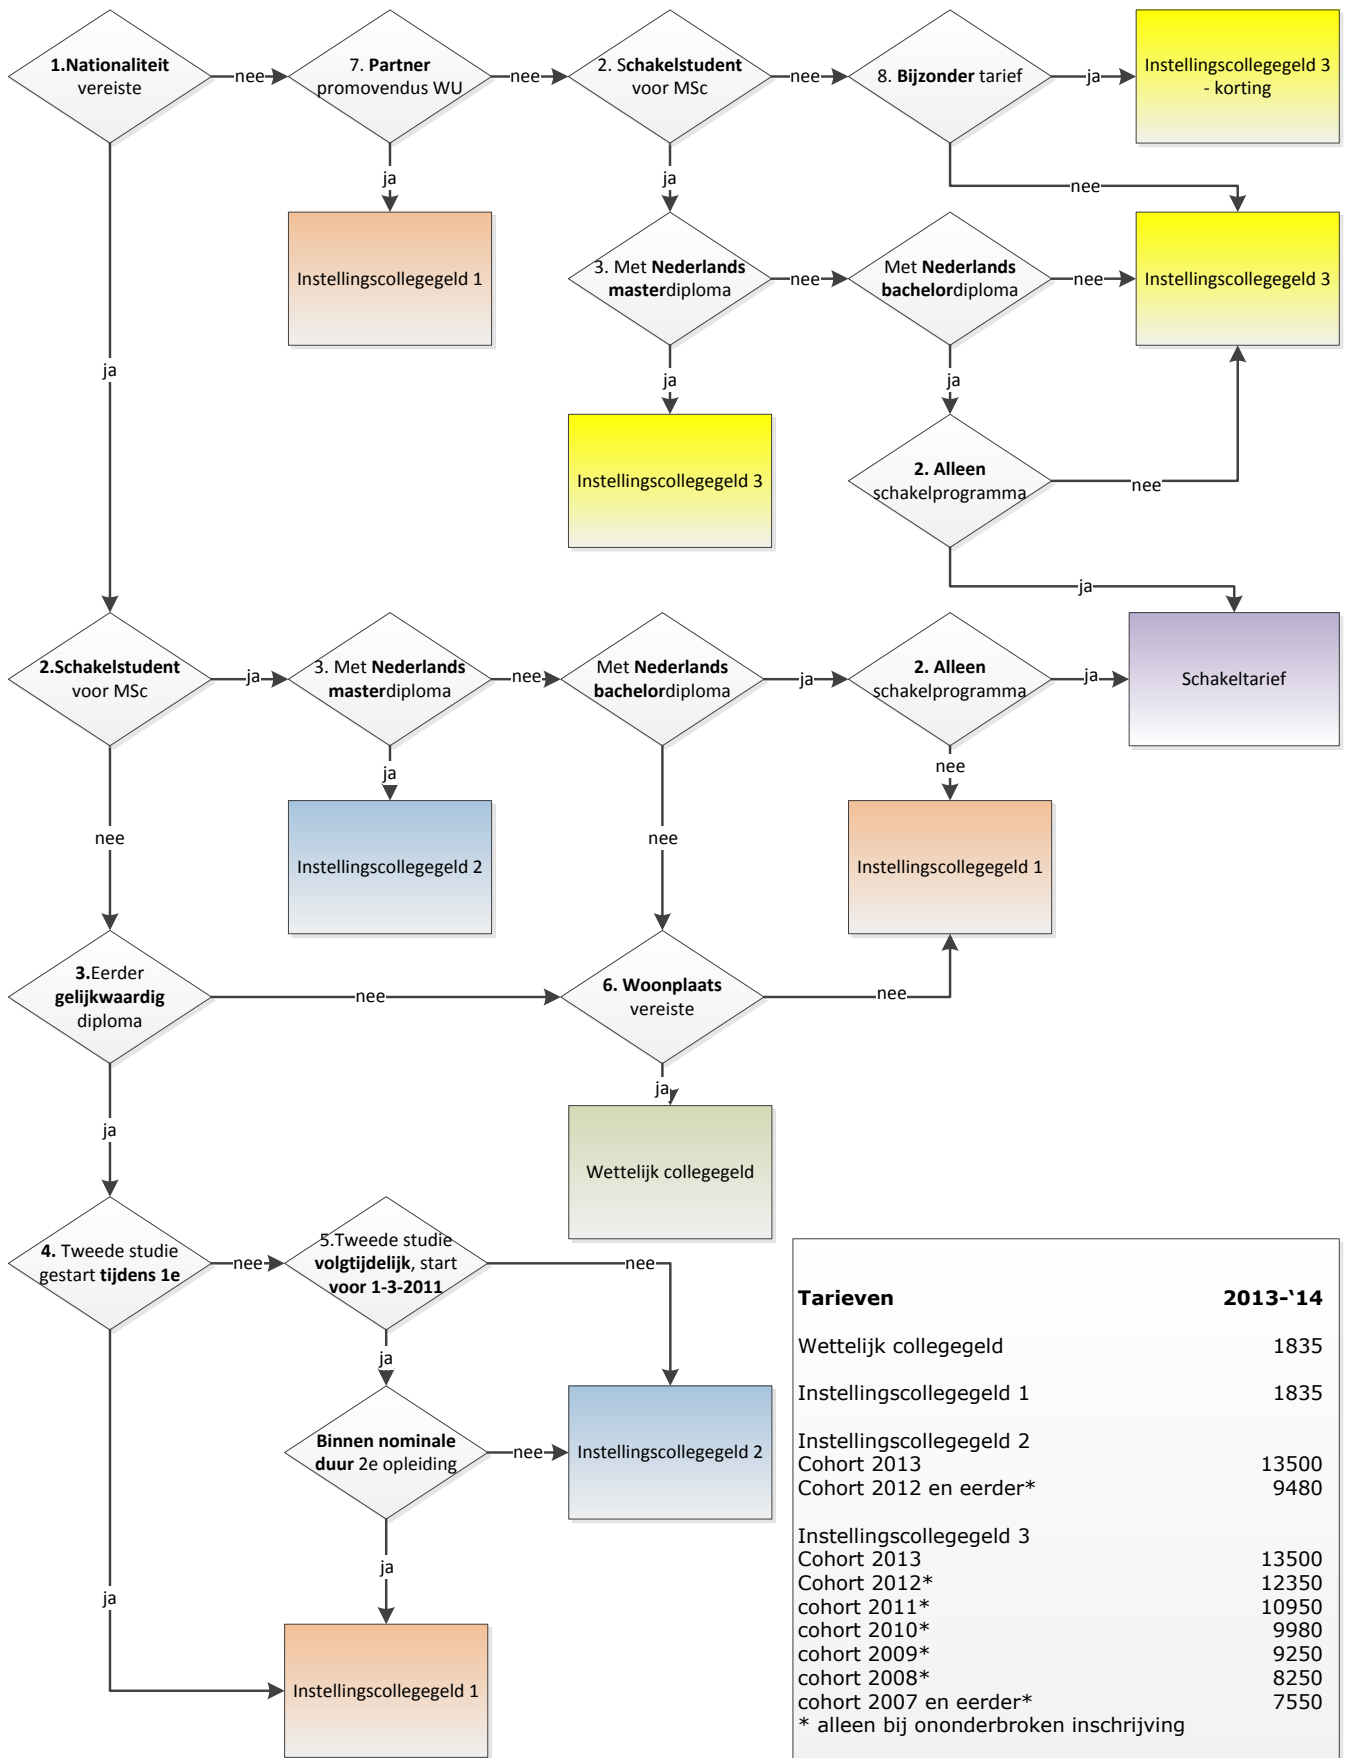 1.Nationaliteit
vereiste
nee
7. Partner
promovendus WU
nee
2. Schakelstudent
voor MSc
nee
8. Bijzonder tarief
ja
Instellingscollegegeld 3
- korting
ja
ja
nee
Instellingscollegegeld 1
3. Met Nederlands
masterdiploma
nee
Met Nederlands
bachelordiploma
nee
Instellingscollegegeld 3
ja
ja
ja
Instellingscollegegeld 3
2. Alleen
schakelprogramma
nee
ja
2.Schakelstudent
voor MSc
ja
3. Met Nederlands
masterdiploma
nee
Met Nederlands
bachelordiploma
ja
2. Alleen
schakelprogramma
ja
Schakeltarief
ja
nee
nee
nee
Instellingscollegegeld 2
Instellingscollegegeld 1
3.Eerder
gelijkwaardig
diploma
nee
6. Woonplaats
vereiste
nee
ja
ja
Wettelijk collegegeld
4. Tweede studie
gestart tijdens 1e
nee
5.Tweede studie
volgtijdelijk, start
voor 1-3-2011
nee
ja
Binnen nominale
duur 2e opleiding
nee
Instellingscollegegeld 2
ja
ja
Instellingscollegegeld 1
Tarieven 2013-‘14
Wettelijk collegegeld 1835
Instellingscollegegeld 1 1835
Instellingscollegegeld 2
Cohort 2013 13500
Cohort 2012 en eerder* 9480
Instellingscollegegeld 3
Cohort 2013 13500
Cohort 2012* 12350
cohort 2011* 10950
cohort 2010* 9980
cohort 2009* 9250
cohort 2008* 8250
cohort 2007 en eerder* 7550
* alleen bij ononderbroken inschrijving